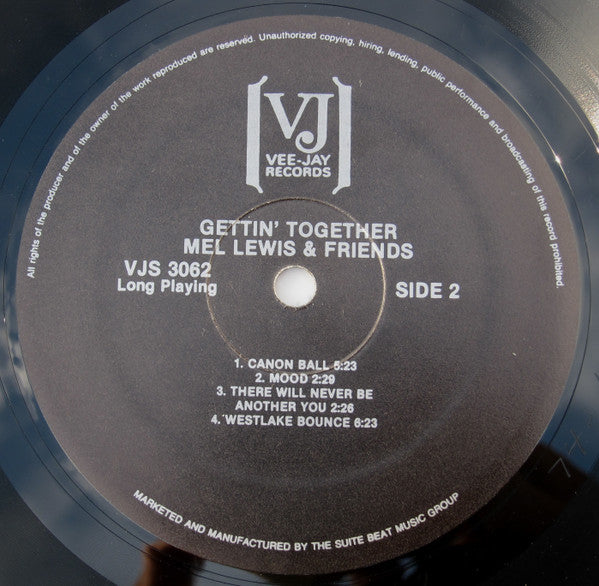 All rights of the producer and of the owner of the work reproduced are reserved. Unauthorized copying, hiring, lending, public performance and broadcasting of this record prohibited.
VJ
VEE-JAY
RECORDS
GETTIN' TOGETHER
MEL LEWIS & FRIENDS
VJS 3062
Long Playing
SIDE 2
1. CANON BALL 5:23
2. MOOD 2:29
3. THERE WILL NEVER BE
ANOTHER YOU 2:26
4. WESTLAKE BOUNCE 6:23
MARKETED AND MANUFACTURED BY THE SUITE BEAT MUSIC GROUP